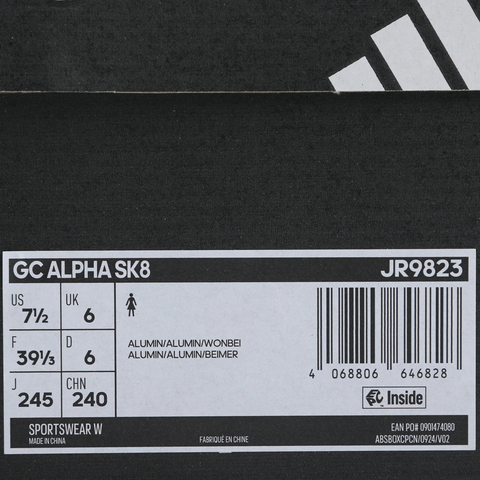 GC ALPHA SK8 JR9823
US 7½ UK 6
F 39⅓ D 6
J 245 CHN 240
ALUMIN/ALUMIN/WONBEI
ALUMIN/ALUMIN/BEIMER
4 068806 646828
Inside
SPORTSWEAR W
MADE IN CHINA
FABRIQUÉ EN CHINE
EAN PO# 0901474080
ABSBOXCPCN/0924/V02